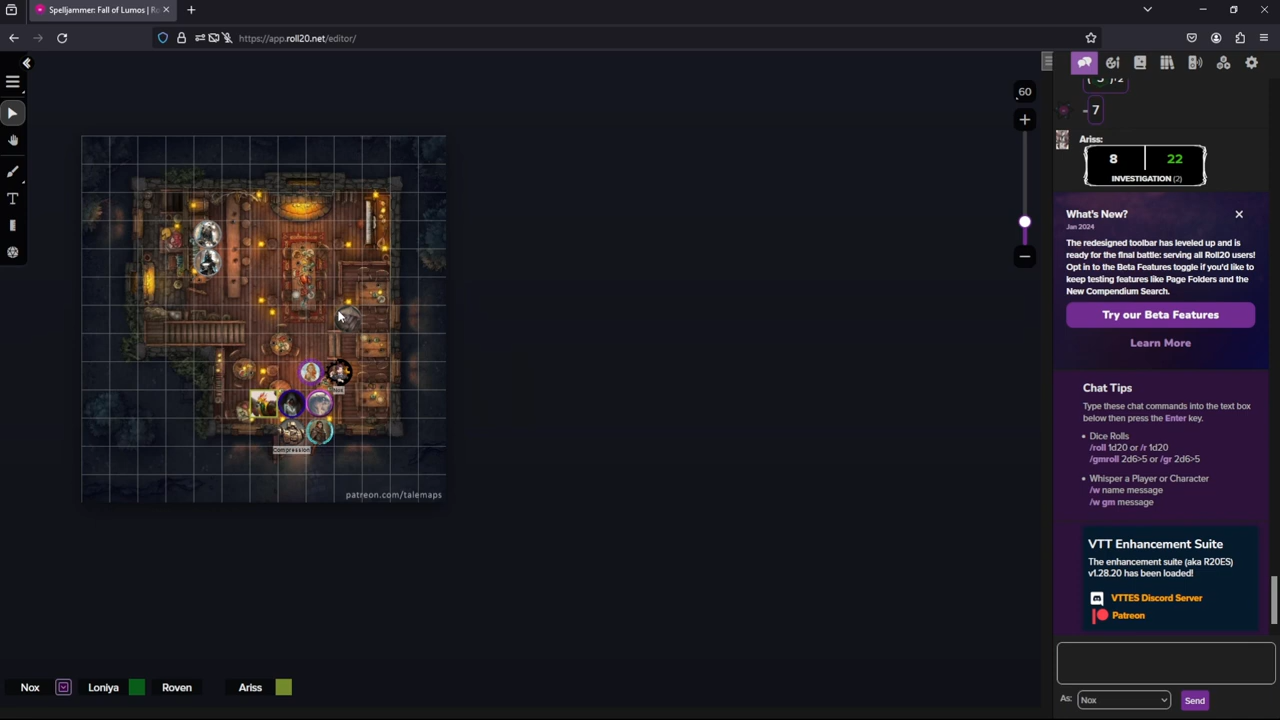 Spelljammer: Fall of Lumos | Ro
https://app.roll20.net/editor/
60
7
Ariss:
8 22
INVESTIGATION (2)
What's New?
Jan 2024
The redesigned toolbar has leveled up and is
ready for the final battle: serving all Roll20 users!
Opt in to the Beta Features toggle if you'd like to
keep testing features like Page Folders and the
New Compendium Search.
Try our Beta Features
Learn More
Chat Tips
Type these chat commands into the text box
below then press the Enter key.
• Dice Rolls
/roll 1d20 or /r 1d20
/gmroll 2d6>5 or /gr 2d6>5
• Whisper a Player or Character
/w name message
/w gm message
VTT Enhancement Suite
The enhancement suite (aka R20ES)
v1.28.20 has been loaded!
VTTES Discord Server
Patreon
Nox
Compression
patreon.com/talemaps
Nox Loniya Roven Ariss
As: Nox Send